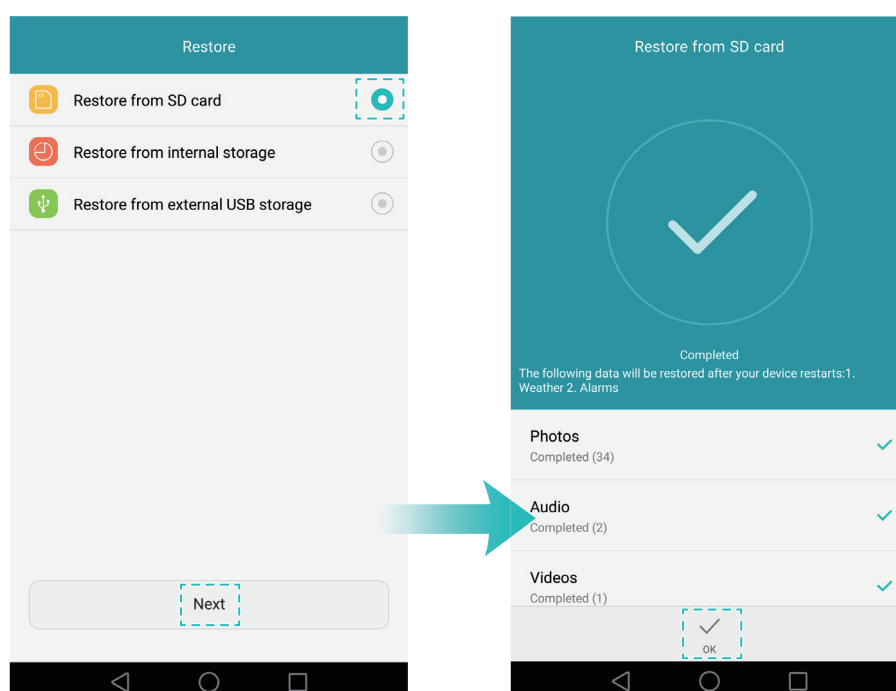 Restore
Restore from SD card
Restore from internal storage
Restore from external USB storage
Next
Restore from SD card
Completed
The following data will be restored after your device restarts:1.
Weather 2. Alarms
Photos
Completed (34)
Audio
Completed (2)
Videos
Completed (1)
OK